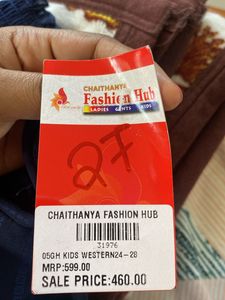 CHAITHANYA
Fashion Hub
LADIES GENTS KIDS
27
CHAITHANYA FASHION HUB
31976
05GH KIDS WESTERN24-28
MRP:599.00
SALE PRICE:460.00